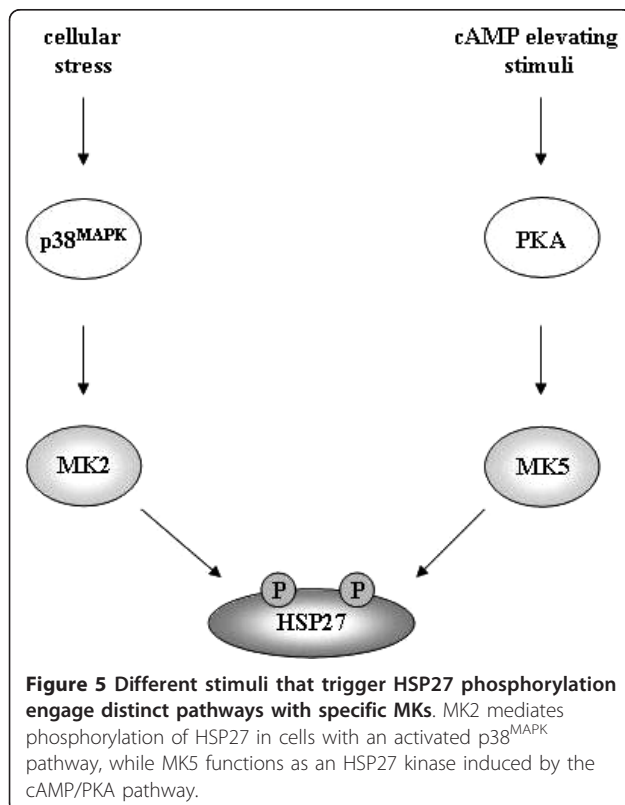 cellular stress
cAMP elevating stimuli
p38MAPK
PKA
MK2
MK5
P
P
HSP27
Figure 5 Different stimuli that trigger HSP27 phosphorylation
engage distinct pathways with specific MKs. MK2 mediates
phosphorylation of HSP27 in cells with an activated p38MAPK
pathway, while MK5 functions as an HSP27 kinase induced by the
cAMP/PKA pathway.